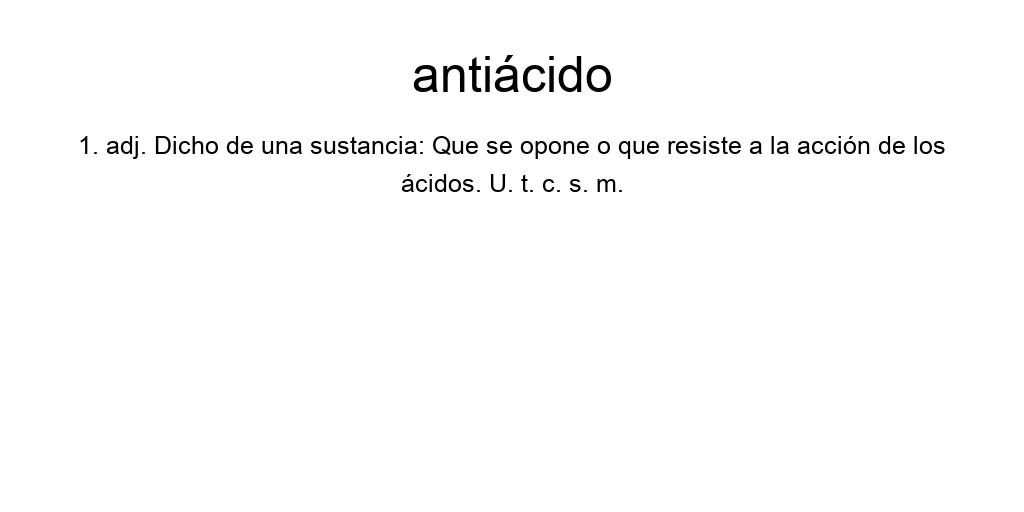 antiácido
1. adj. Dicho de una sustancia: Que se opone o que resiste a la acción de los
ácidos. U. t. c. s. m.